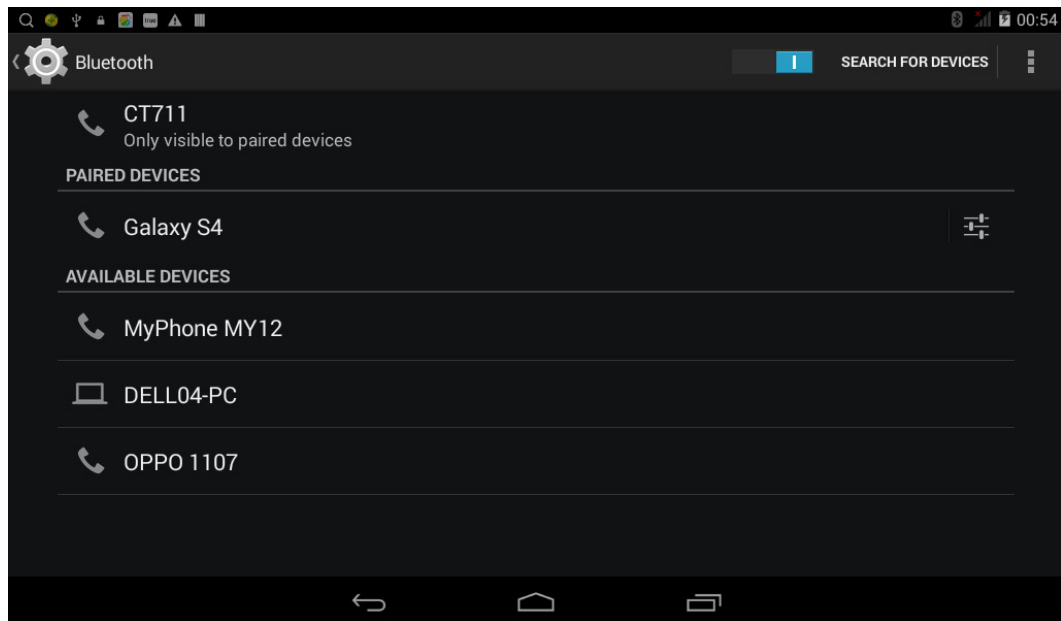 00:54
Bluetooth
SEARCH FOR DEVICES
CT711
Only visible to paired devices
PAIRED DEVICES
Galaxy S4
AVAILABLE DEVICES
MyPhone MY12
DELL04-PC
OPPO 1107